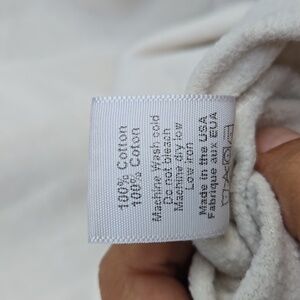 100% Cotton
100% Coton
Machine Wash cold
Do not bleach
Machine dry low
Low iron
Made in the USA
Fabriqué aux EUA